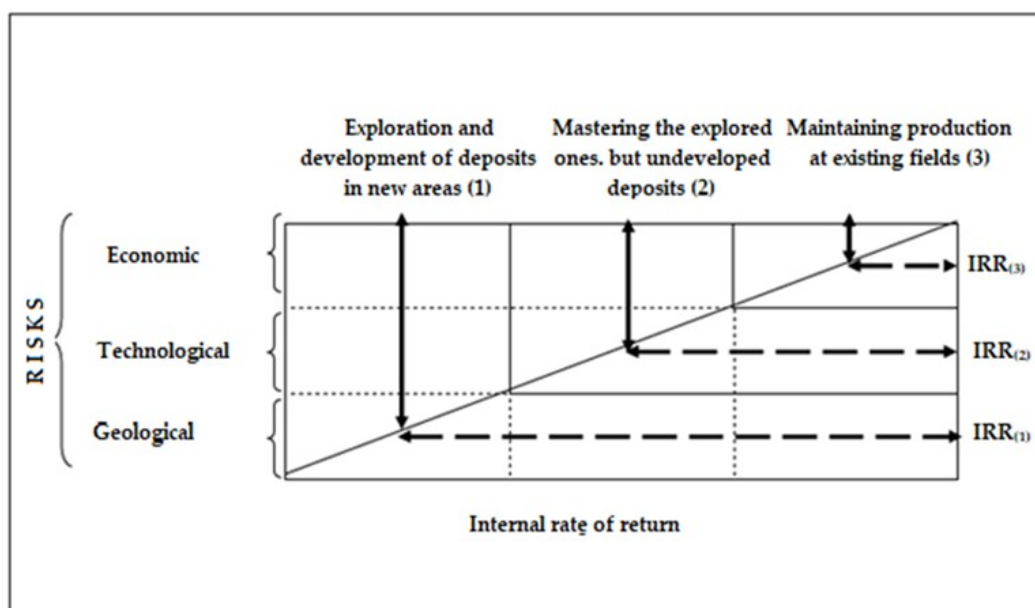 Exploration and
development of deposits
in new areas (1)
Mastering the explored
ones. but undeveloped
deposits (2)
Maintaining production
at existing fields (3)
RISKS
Economic
Technological
Geological
IRR(3)
IRR(2)
IRR(1)
Internal rate of return